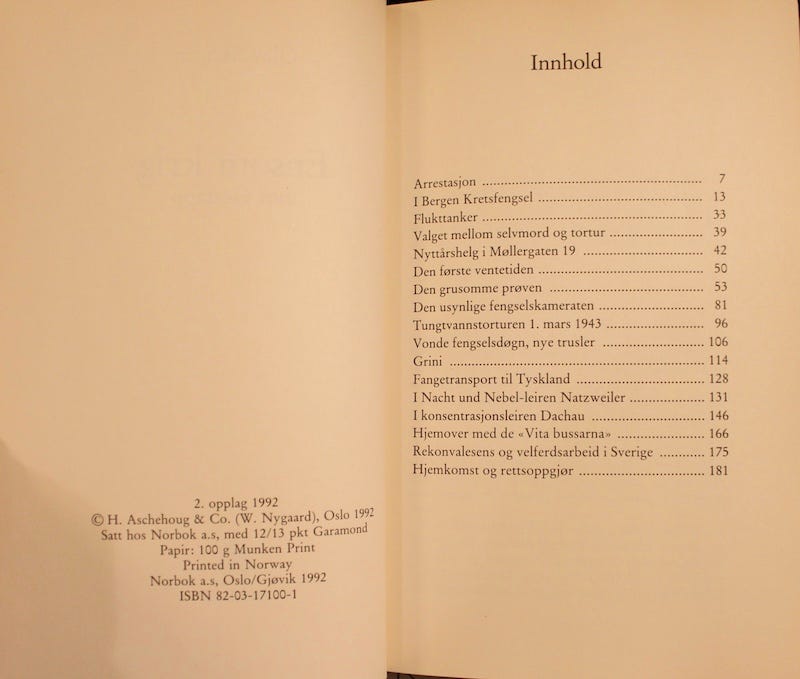 2. opplag 1992
© H. Aschehoug & Co. (W. Nygaard), Oslo 1992
Satt hos Norbok a.s, med 12/13 pkt Garamond
Papir: 100 g Munken Print
Printed in Norway
Norbok a.s, Oslo/Gjøvik 1992
ISBN 82-03-17100-1
Innhold
Arrestasjon ........ 7
I Bergen Kretsfengsel ........ 13
Flukttanker ........ 33
Valget mellom selvmord og tortur ........ 39
Nyttårshelg i Møllergaten 19 ........ 42
Den første ventetiden ........ 50
Den grusomme prøven ........ 53
Den usynlige fengselskameraten ........ 81
Tungtvannstorturen 1. mars 1943 ........ 96
Vonde fengselsdøgn, nye trusler ........ 106
Grini ........ 114
Fangetransport til Tyskland ........ 128
I Nacht und Nebel-leiren Natzweiler ........ 131
I konsentrasjonsleiren Dachau ........ 146
Hjemover med de «Vita bussarna» ........ 166
Rekonvalesens og velferdsarbeid i Sverige ........ 175
Hjemkomst og rettsoppgjør ........ 181